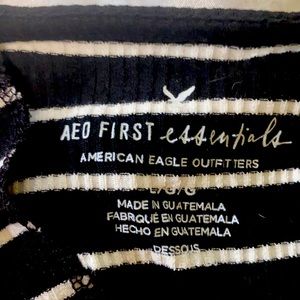 AEO FIRST essentials
AMERICAN EAGLE OUTFITTERS
L/G/G
MADE IN GUATEMALA
FABRIQUÉ EN GUATEMALA
HECHO EN GUATEMALA
DESSOUS